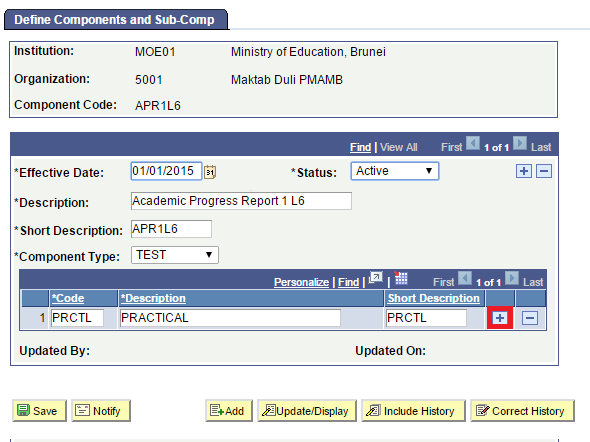 Define Components and Sub-Comp
Institution: MOE01 Ministry of Education, Brunei
Organization: 5001 Maktab Duli PMAMB
Component Code: APR1L6
Find | View All First 1 of 1 Last
*Effective Date: 01/01/2015 31 *Status: Active
*Description: Academic Progress Report 1 L6
*Short Description: APR1L6
*Component Type: TEST
Personalize | Find | First 1 of 1 Last
*Code *Description Short Description
1 PRCTL PRACTICAL PRCTL
Updated By: Updated On:
Save Notify Add Update/Display Include History Correct History